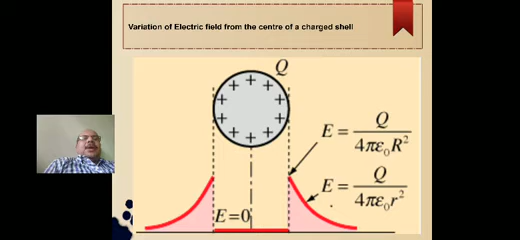 Variation of Electric field from the centre of a charged shell
Q
+ + + + + + + + + +
E = Q / 4πε₀R²
E = Q / 4πε₀r²
E=0